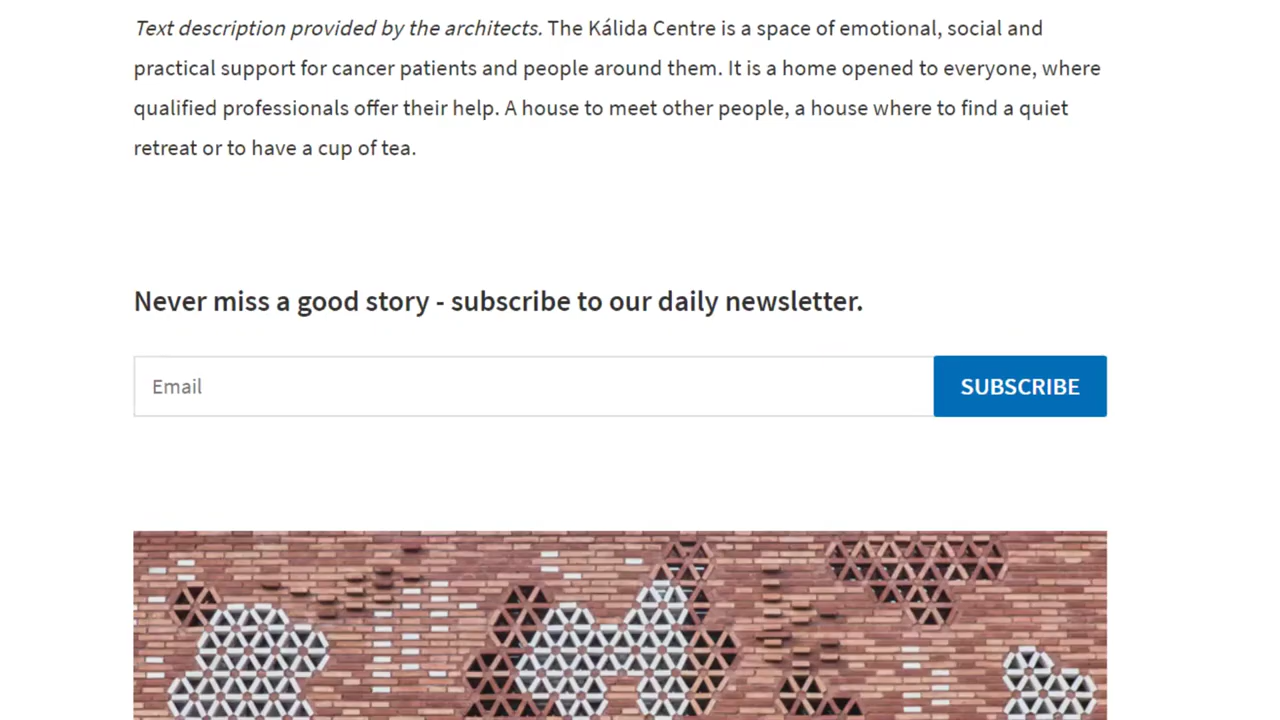 Text description provided by the architects. The Kálida Centre is a space of emotional, social and
practical support for cancer patients and people around them. It is a home opened to everyone, where
qualified professionals offer their help. A house to meet other people, a house where to find a quiet
retreat or to have a cup of tea.
Never miss a good story - subscribe to our daily newsletter.
Email
SUBSCRIBE